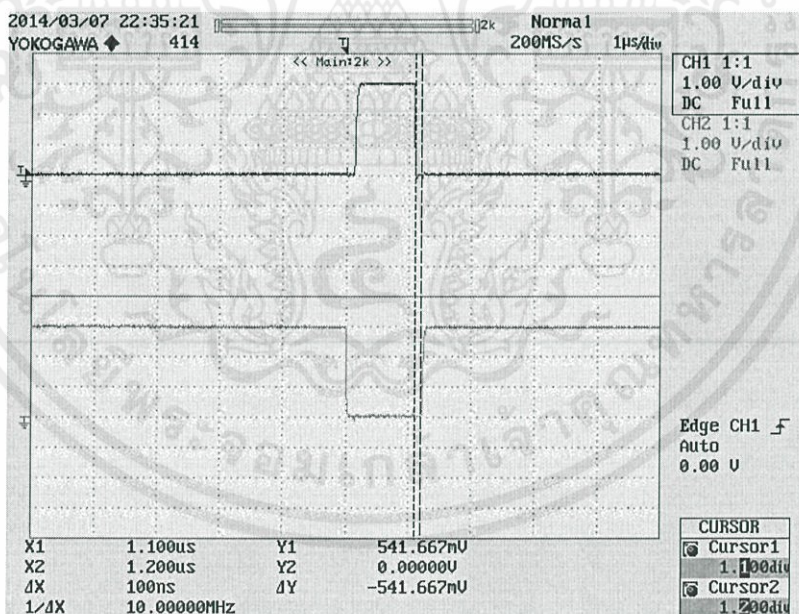 2014/03/07 22:35:21
2k
Normal
YOKOGAWA ◆ 414
200MS/s 1µs/div
<< Main:2k >>
CH1 1:1
1.00 V/div
DC Full
CH2 1:1
1.00 V/div
DC Full
Edge CH1
Auto
0.00 V
CURSOR
Cursor1
1.100div
Cursor2
1.200div
X1 1.100us Y1 541.667mV
X2 1.200us Y2 0.00000V
ΔX 100ns ΔY -541.667mV
1/ΔX 10.00000MHz